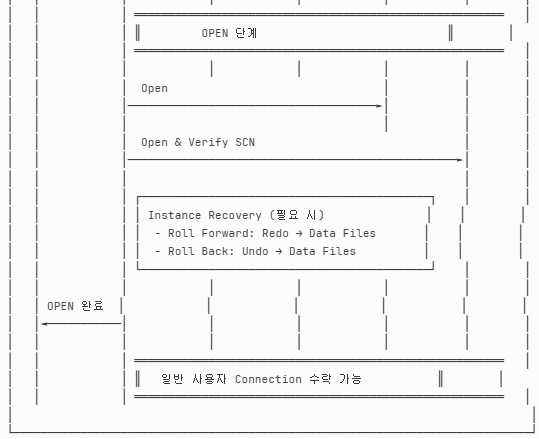 OPEN 단계
Open
Open & Verify SCN
Instance Recovery (필요 시)
- Roll Forward: Redo → Data Files
- Roll Back: Undo → Data Files
OPEN 완료
일반 사용자 Connection 수락 가능